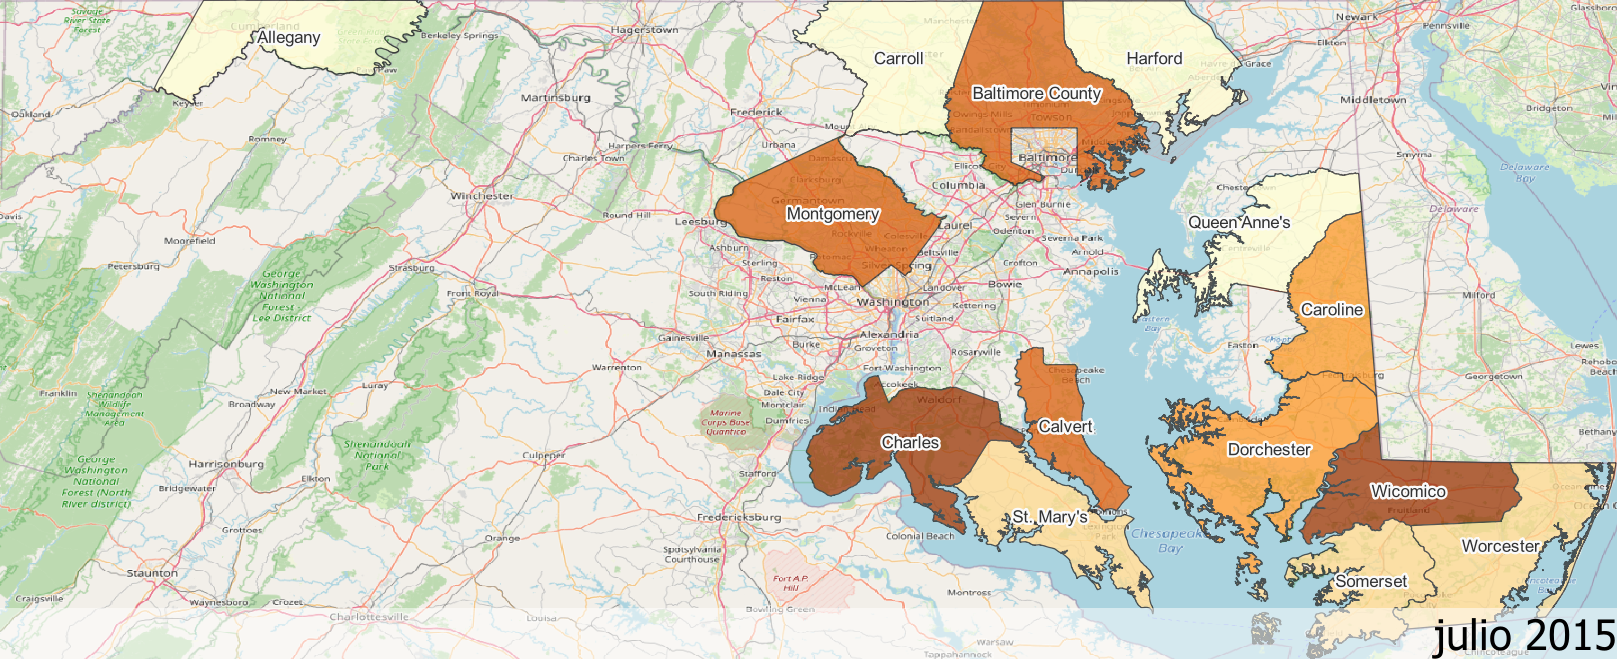 Savage
River State
Forest
Cumberland
Allegany
Berkeley Springs
Hagerstown
Manchester
Carroll
Harford
Newark
Elkton
Pennsville
Glassboro
Oakland
Keyser
Paw
Martinsburg
Frederick
Baltimore County
Timonium
Owings Mills
Towson
Randallstown
Middletown
Bridgeton
Romney
Harpers Ferry
Charles Town
Urbana
Damascus
Baltimore
Ellicott City
Columbia
Smyrna
Delaware
Bay
Davis
Winchester
Round Hill
Leesburg
Clarksburg
Germantown
Montgomery
Rockville
Colesville
Wheaton
Potomac
Silver Spring
Laurel
Glen Burnie
Severn
Odenton
Severna Park
Arnold
Annapolis
Queen Anne's
Centreville
Delaware
Moorefield
Petersburg
Strasburg
Front Royal
George
Washington
National
Forest
Lee District
Ashburn
Sterling
Reston
South Riding
McLean
Vienna
Fairfax
Burke
Beltsville
Crofton
Bowie
Landover
Washington
Kettering
Suitland
Alexandria
Groveton
Rosaryville
Fort Washington
Accokeek
Eastern
Bay
Easton
Caroline
Milford
Lewes
Rehoboth
Beach
Georgetown
Gainesville
Manassas
Warrenton
Lake Ridge
Dale City
Montclair
Dumfries
Marine
Corps Base
Quantico
Indian Head
Waldorf
Charles
Chesapeake
Beach
Calvert
Dorchester
Bethany
Franklin
Shenandoah
Wildlife
Management
Area
New Market
Broadway
Luray
Shenandoah
National
Park
Harrisonburg
Elkton
Culpeper
Stafford
Bridgewater
George
Washington
National
Forest (North
River district)
Grottoes
Orange
Fredericksburg
Spotsylvania
Courthouse
Colonial Beach
St. Mary's
Lexington
Park
Chesapeake
Bay
Wicomico
Fruitland
Worcester
Somerset
Staunton
Craigsville
Waynesboro
Crozet
Charlottesville
Louisa
Fort A.P.
Hill
Bowling Green
Montross
Warsaw
Tappahannock
Chincoteague
julio 2015